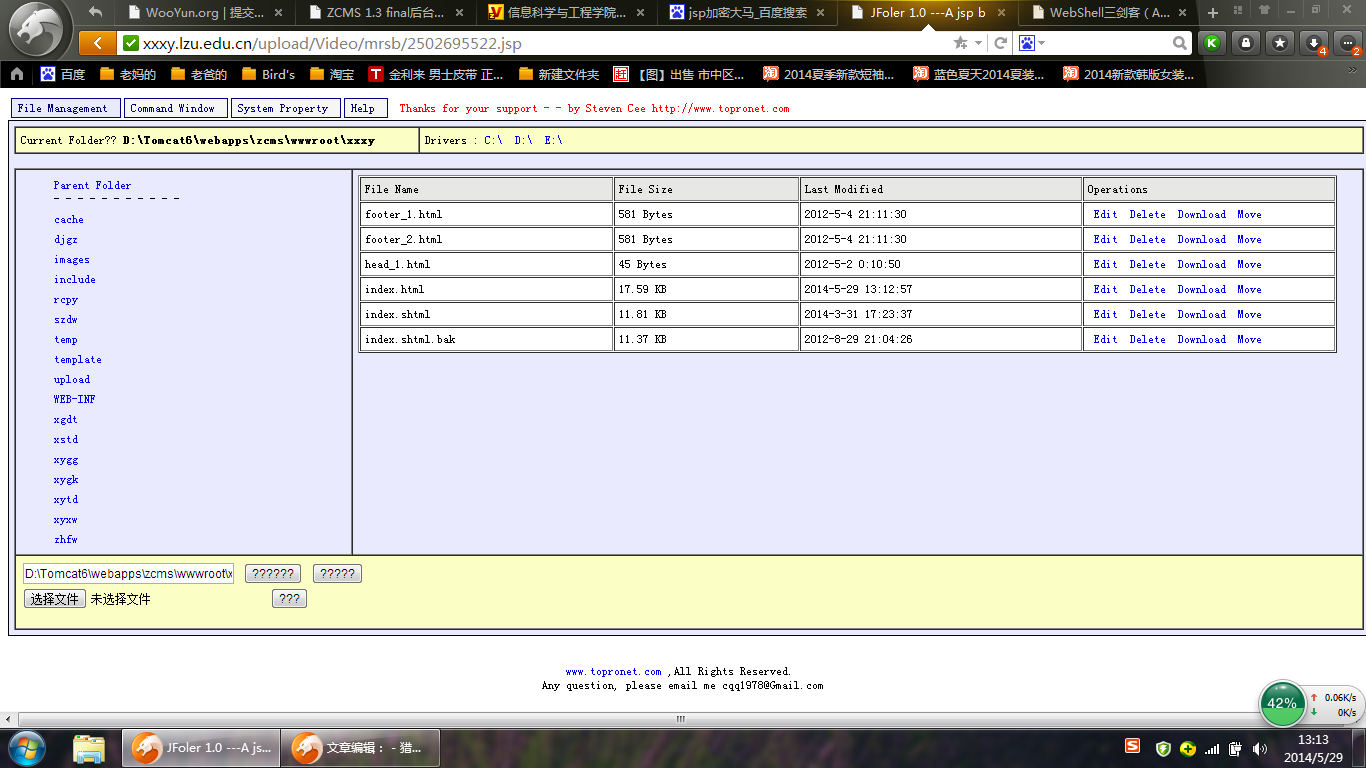 WooYun.org | 提交...
ZCMS 1.3 final后台...
信息科学与工程学院...
jsp加密大马_百度搜索
JFoler 1.0 ---A jsp b
WebShell三剑客（A...
xxxy.lzu.edu.cn/upload/Video/mrsb/2502695522.jsp
百度 老妈的 老爸的 Bird's 淘宝 金利来 男士皮带 正... 新建文件夹 【图】出售 市中区... 2014夏季新款短袖... 蓝色夏天2014夏装... 2014新款韩版女装...
File Management Command Window System Property Help Thanks for your support - - by Steven Cee http://www.topronet.com
Current Folder?? D:\Tomcat6\webapps\zcms\wwwroot\xxxy Drivers : C:\ D:\ E:\
Parent Folder
- - - - - - - - - - -
cache
djgz
images
include
rcpy
szdw
temp
template
upload
WEB-INF
xgdt
xstd
xygg
xygk
xytd
xyxw
zhfw
File Name File Size Last Modified Operations
footer_1.html 581 Bytes 2012-5-4 21:11:30 Edit Delete Download Move
footer_2.html 581 Bytes 2012-5-4 21:11:30 Edit Delete Download Move
head_1.html 45 Bytes 2012-5-2 0:10:50 Edit Delete Download Move
index.html 17.59 KB 2014-5-29 13:12:57 Edit Delete Download Move
index.shtml 11.81 KB 2014-3-31 17:23:37 Edit Delete Download Move
index.shtml.bak 11.37 KB 2012-8-29 21:04:26 Edit Delete Download Move
D:\Tomcat6\webapps\zcms\wwwroot\x ?????? ?????
选择文件 未选择文件 ???
www.topronet.com ,All Rights Reserved.
Any question, please email me cqq1978@Gmail.com
42% 0.06K/s
0K/s
JFoler 1.0 ---A js...
文章编辑： - 猎...
13:13
2014/5/29